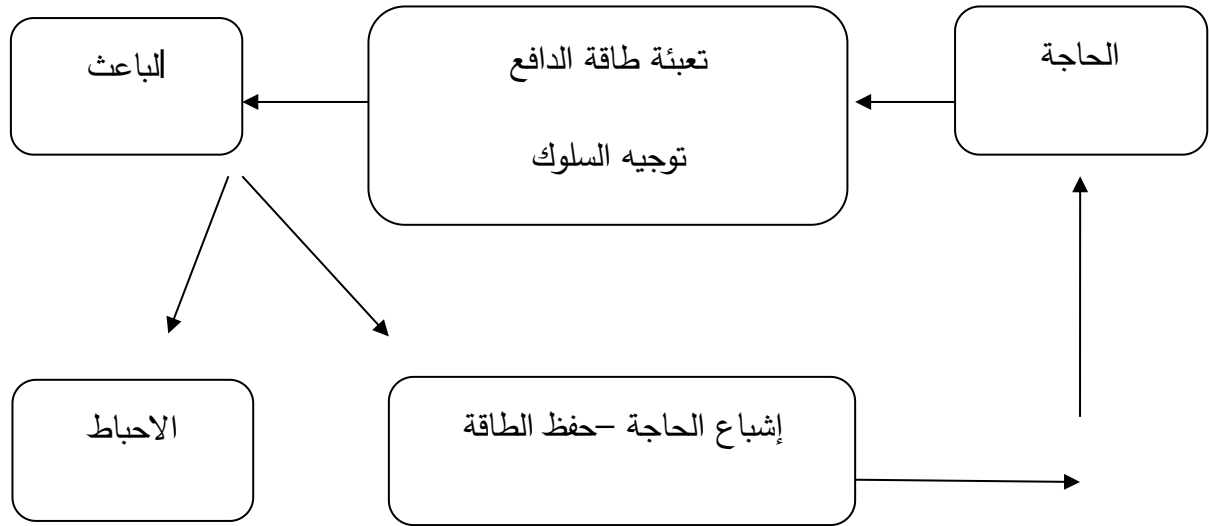 الحاجة
تعبئة طاقة الدافع
توجيه السلوك
الباعث
إشباع الحاجة –حفظ الطاقة
الاحباط